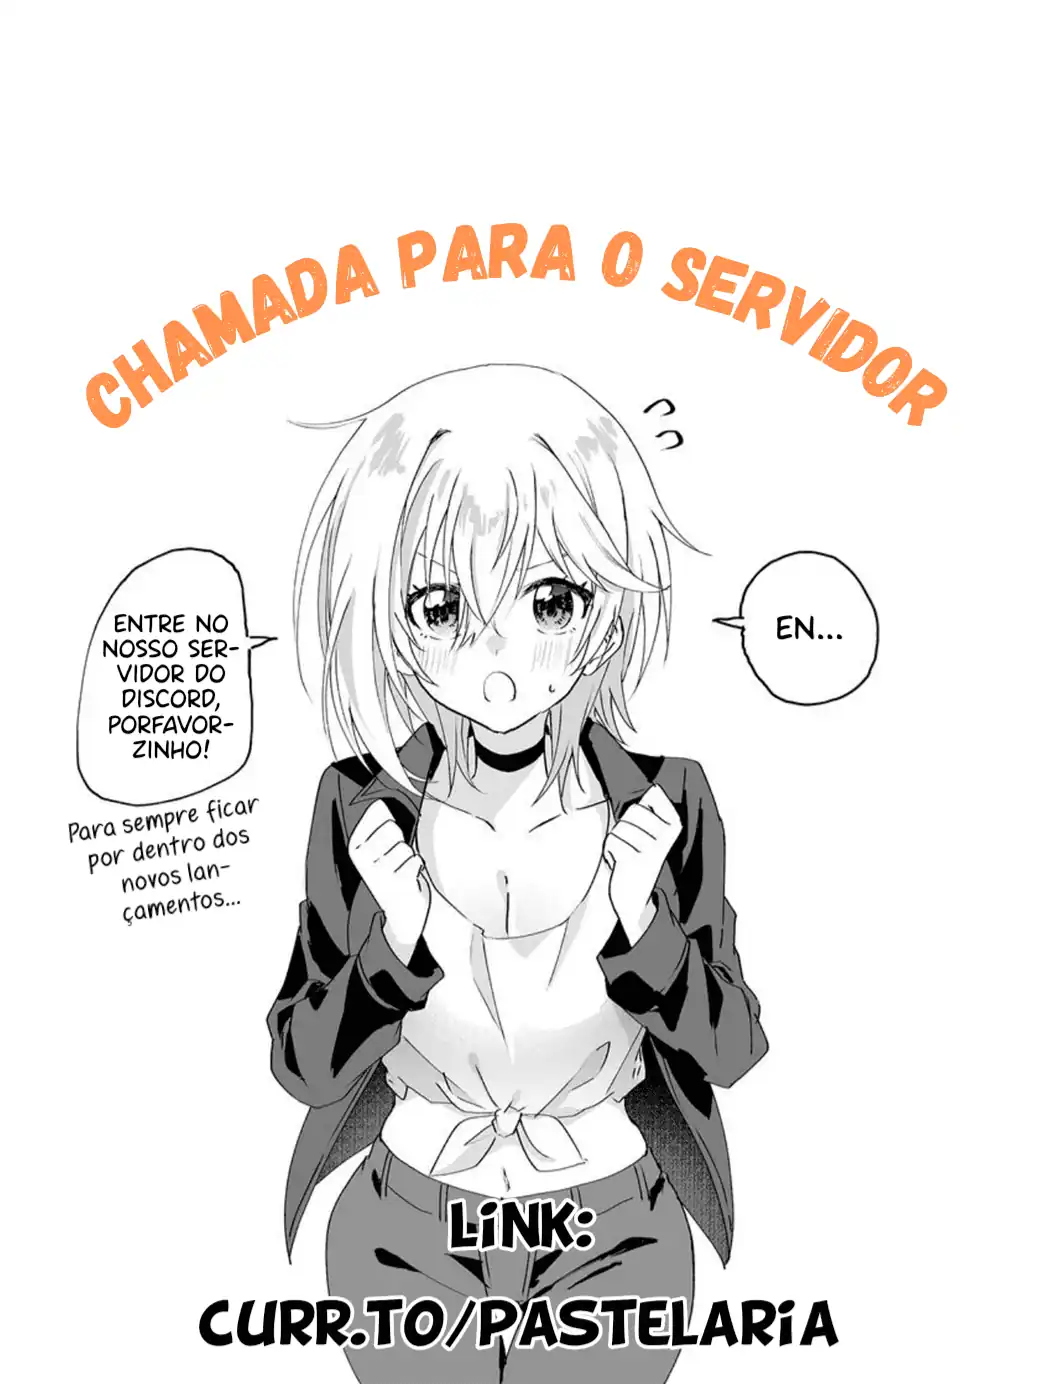 CHAMADA PARA O SERVIDOR
EN...
ENTRE NO
NOSSO SER-
VIDOR DO
DISCORD,
PORFAVOR-
ZINHO!
Para sempre ficar
por dentro dos
novos lan-
çamentos...
LINK:
CURR.TO/PASTELARIA